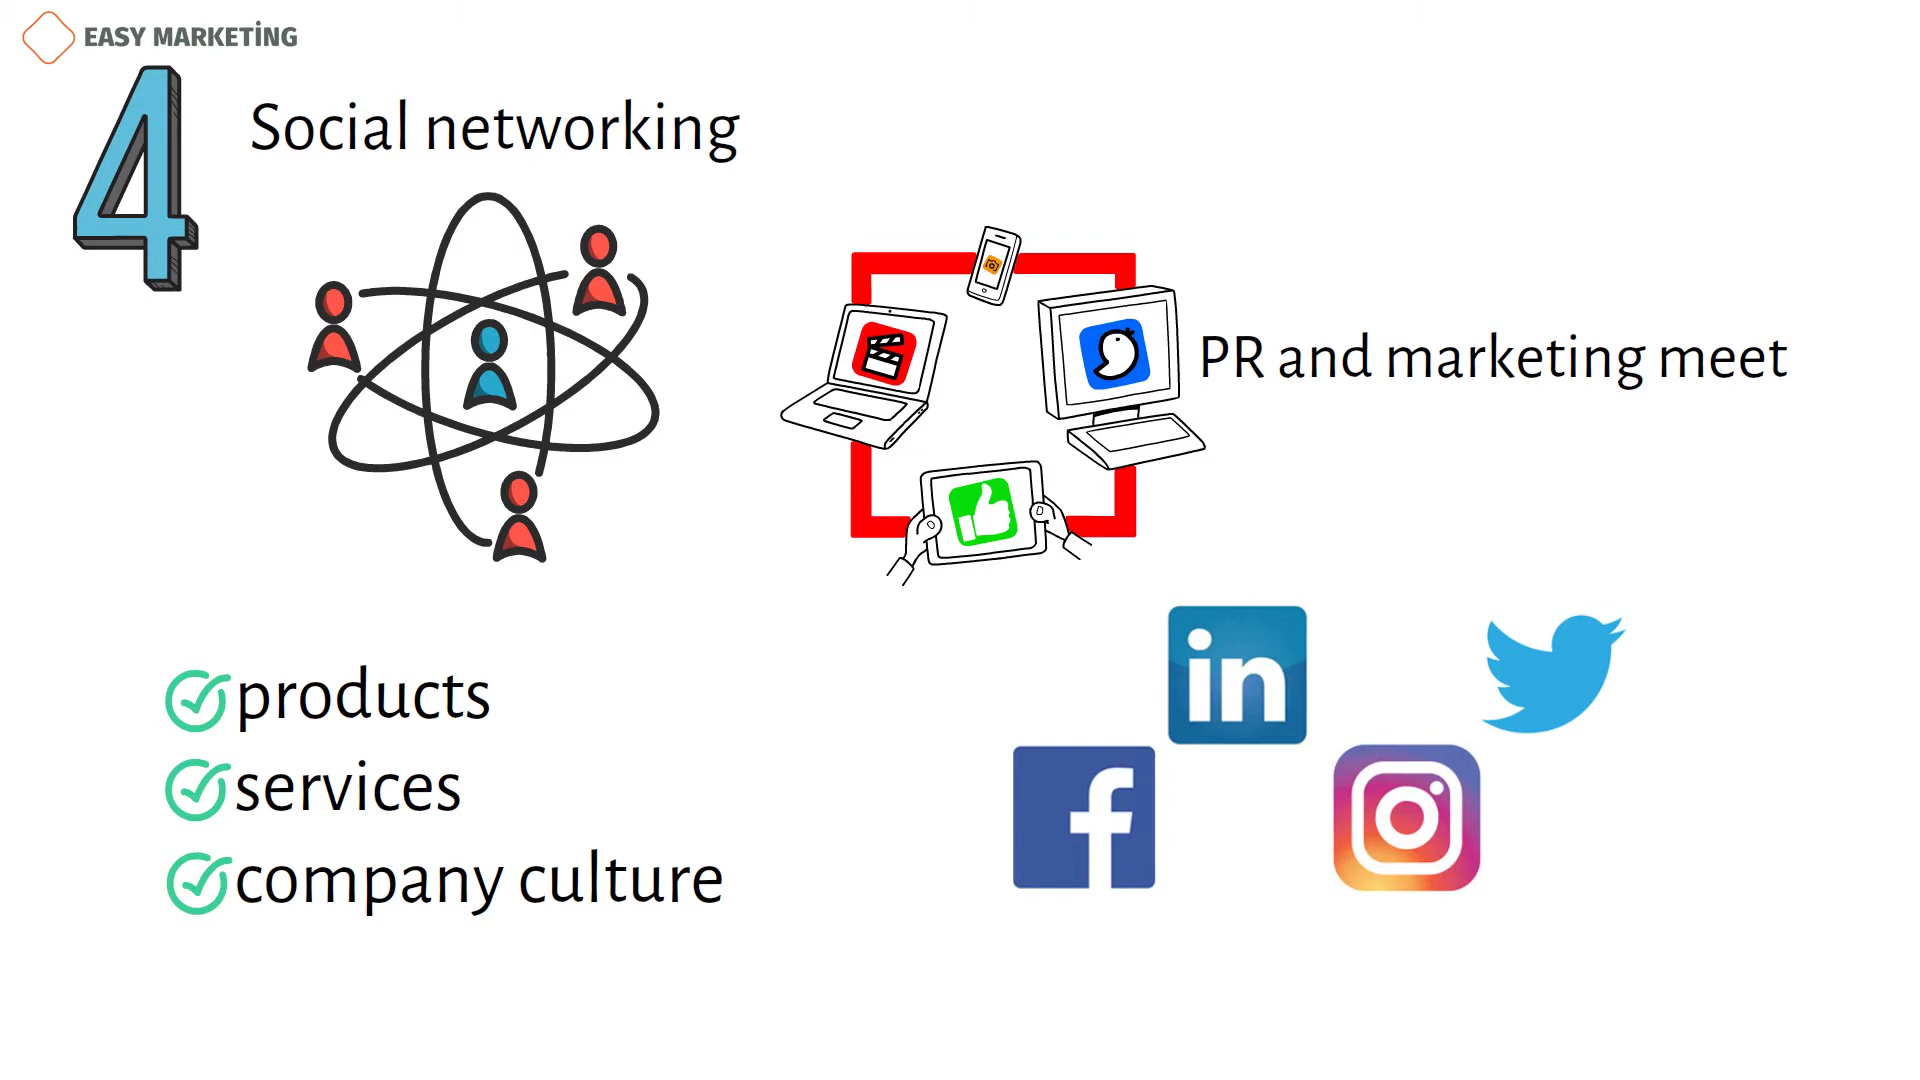 EASY MARKETİNG
4
Social networking
PR and marketing meet
in
f
products
services
company culture